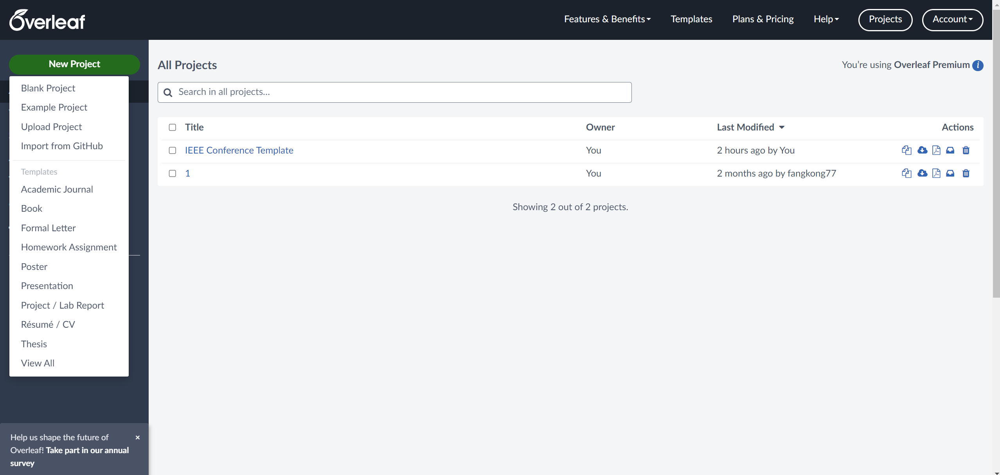 Overleaf
Features & Benefits
Templates
Plans & Pricing
Help
Projects
Account
New Project
Blank Project
Example Project
Upload Project
Import from GitHub
Templates
Academic Journal
Book
Formal Letter
Homework Assignment
Poster
Presentation
Project / Lab Report
Résumé / CV
Thesis
View All
Help us shape the future of
Overleaf! Take part in our annual
survey
×
All Projects
You’re using Overleaf Premium i
Search in all projects...
Title Owner Last Modified Actions
IEEE Conference Template You 2 hours ago by You
1 You 2 months ago by fangkong77
Showing 2 out of 2 projects.